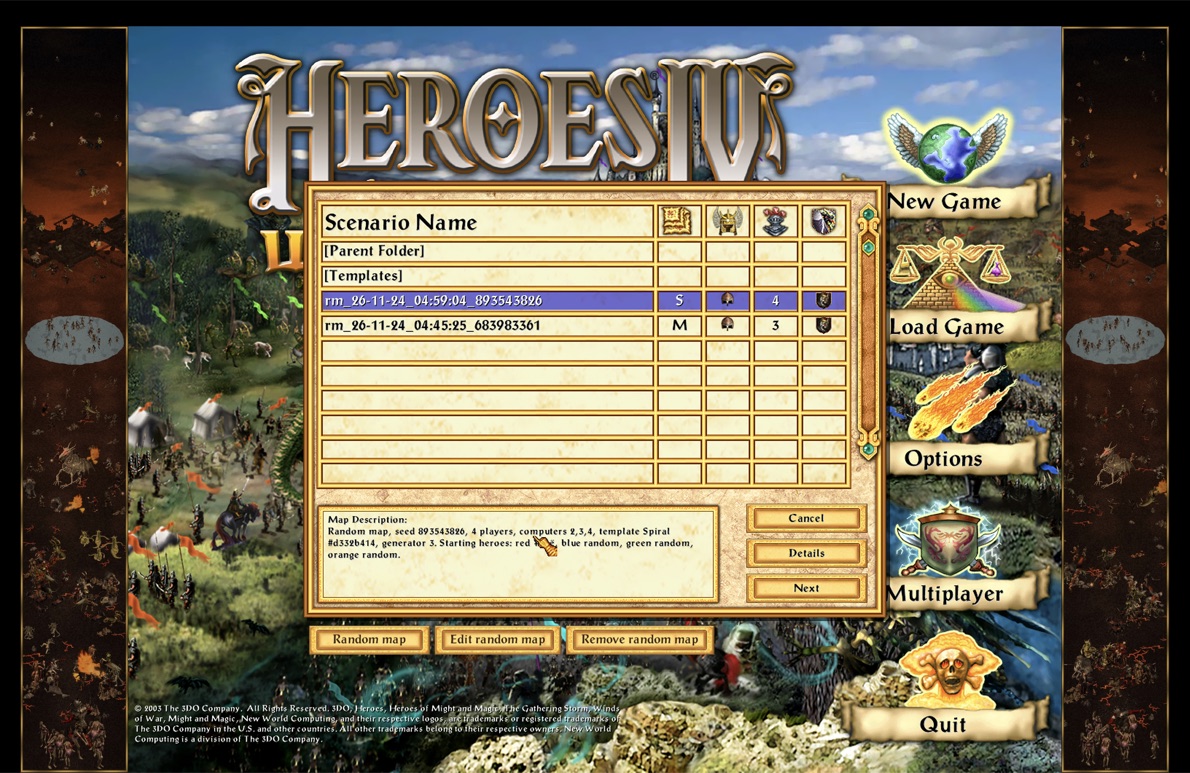 HEROES IV
New Game
Scenario Name
[Parent Folder]
[Templates]
rm_26-11-24_04:59:04_893543826 S 4
rm_26-11-24_04:45:25_683983361 M 3
Load Game
Options
Map Description:
Random map, seed 893543826, 4 players, computers 2,3,4, template Spiral
#d332b414, generator 3. Starting heroes: red blue random, green random,
orange random.
Cancel
Details
Next
Multiplayer
Random map
Edit random map
Remove random map
© 2003 The 3DO Company. All Rights Reserved. 3DO, Heroes, Heroes of Might and Magic, The Gathering Storm, Winds
of War, Might and Magic, New World Computing, and their respective logos, are trademarks or registered trademarks of
The 3DO Company in the U.S. and other countries. All other trademarks belong to their respective owners. New World
Computing is a division of The 3DO Company.
Quit